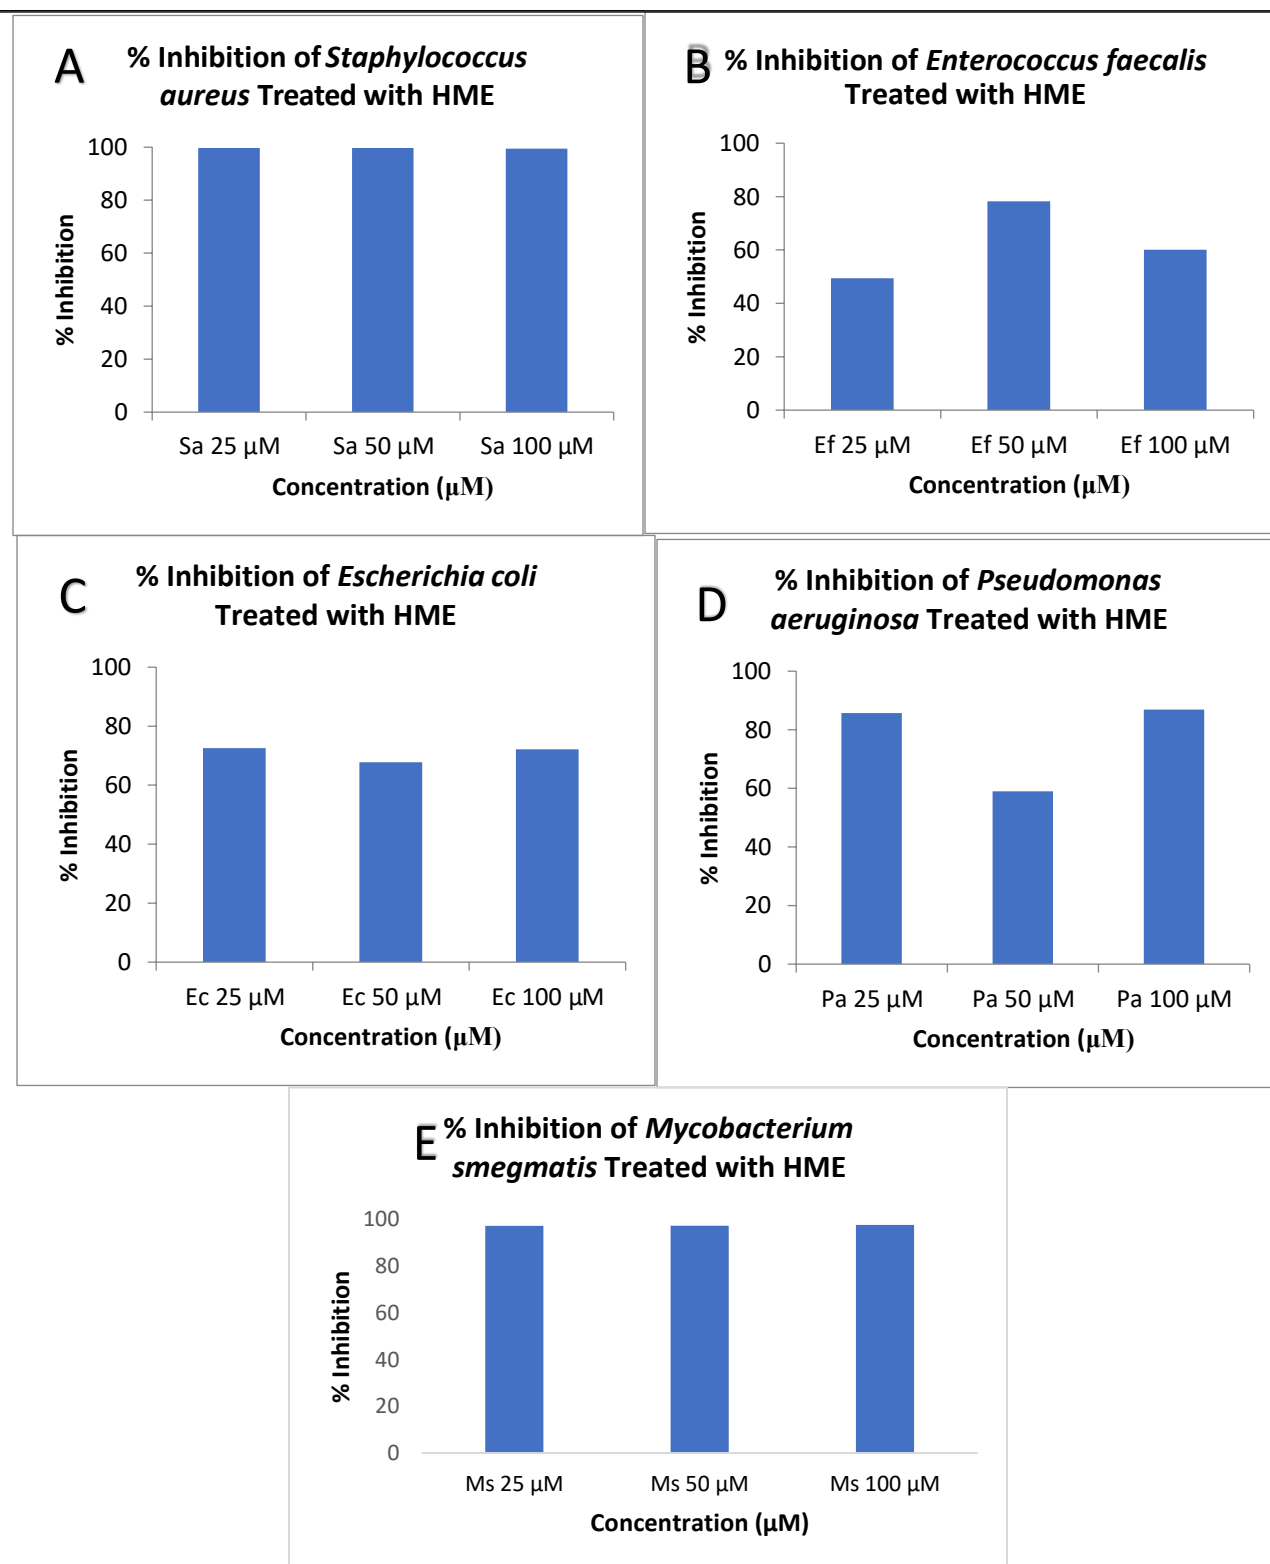 A
% Inhibition of Staphylococcus
aureus Treated with HME
100
80
60
40
20
0
% Inhibition
Sa 25 µM
Sa 50 µM
Sa 100 µM
Concentration (µM)
B
% Inhibition of Enterococcus faecalis
Treated with HME
100
80
60
40
20
0
% Inhibition
Ef 25 µM
Ef 50 µM
Ef 100 µM
Concentration (µM)
C
% Inhibition of Escherichia coli
Treated with HME
100
80
60
40
20
0
% Inhibition
Ec 25 µM
Ec 50 µM
Ec 100 µM
Concentration (µM)
D
% Inhibition of Pseudomonas
aeruginosa Treated with HME
100
80
60
40
20
0
% Inhibition
Pa 25 µM
Pa 50 µM
Pa 100 µM
Concentration (µM)
E
% Inhibition of Mycobacterium
smegmatis Treated with HME
100
80
60
40
20
0
% Inhibition
Ms 25 µM
Ms 50 µM
Ms 100 µM
Concentration (µM)